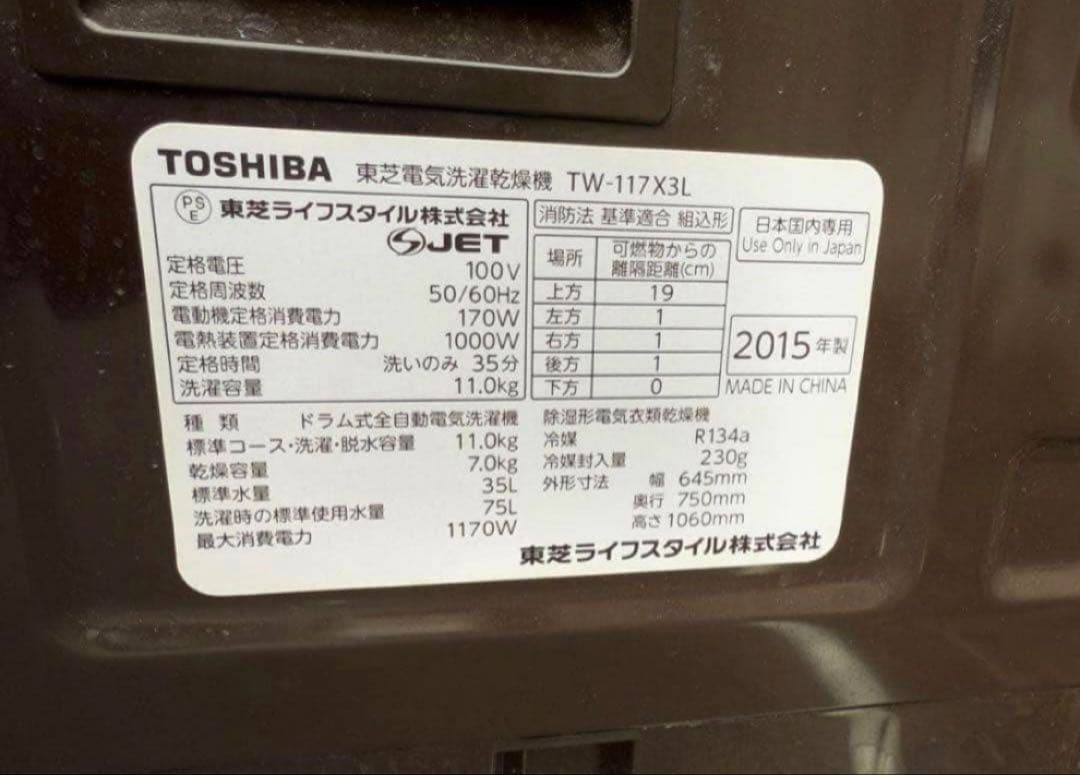 TOSHIBA 東芝電気洗濯乾燥機 TW-117X3L
PSE 東芝ライフスタイル株式会社
SJET
定格電圧 100V
定格周波数 50/60Hz
電動機定格消費電力 170W
電熱装置定格消費電力 1000W
定格時間 洗いのみ 35分
洗濯容量 11.0kg
消防法 基準適合 組込形
場所 可燃物からの離隔距離(cm)
上方 19
左方 1
右方 1
後方 1
下方 0
日本国内専用
Use Only in Japan
2015年製
MADE IN CHINA
種類 ドラム式全自動電気洗濯機
標準コース・洗濯・脱水容量 11.0kg
乾燥容量 7.0kg
標準水量 35L
洗濯時の標準使用水量 75L
最大消費電力 1170W
除湿形電気衣類乾燥機
冷媒 R134a
冷媒封入量 230g
外形寸法 幅 645mm
奥行 750mm
高さ 1060mm
東芝ライフスタイル株式会社